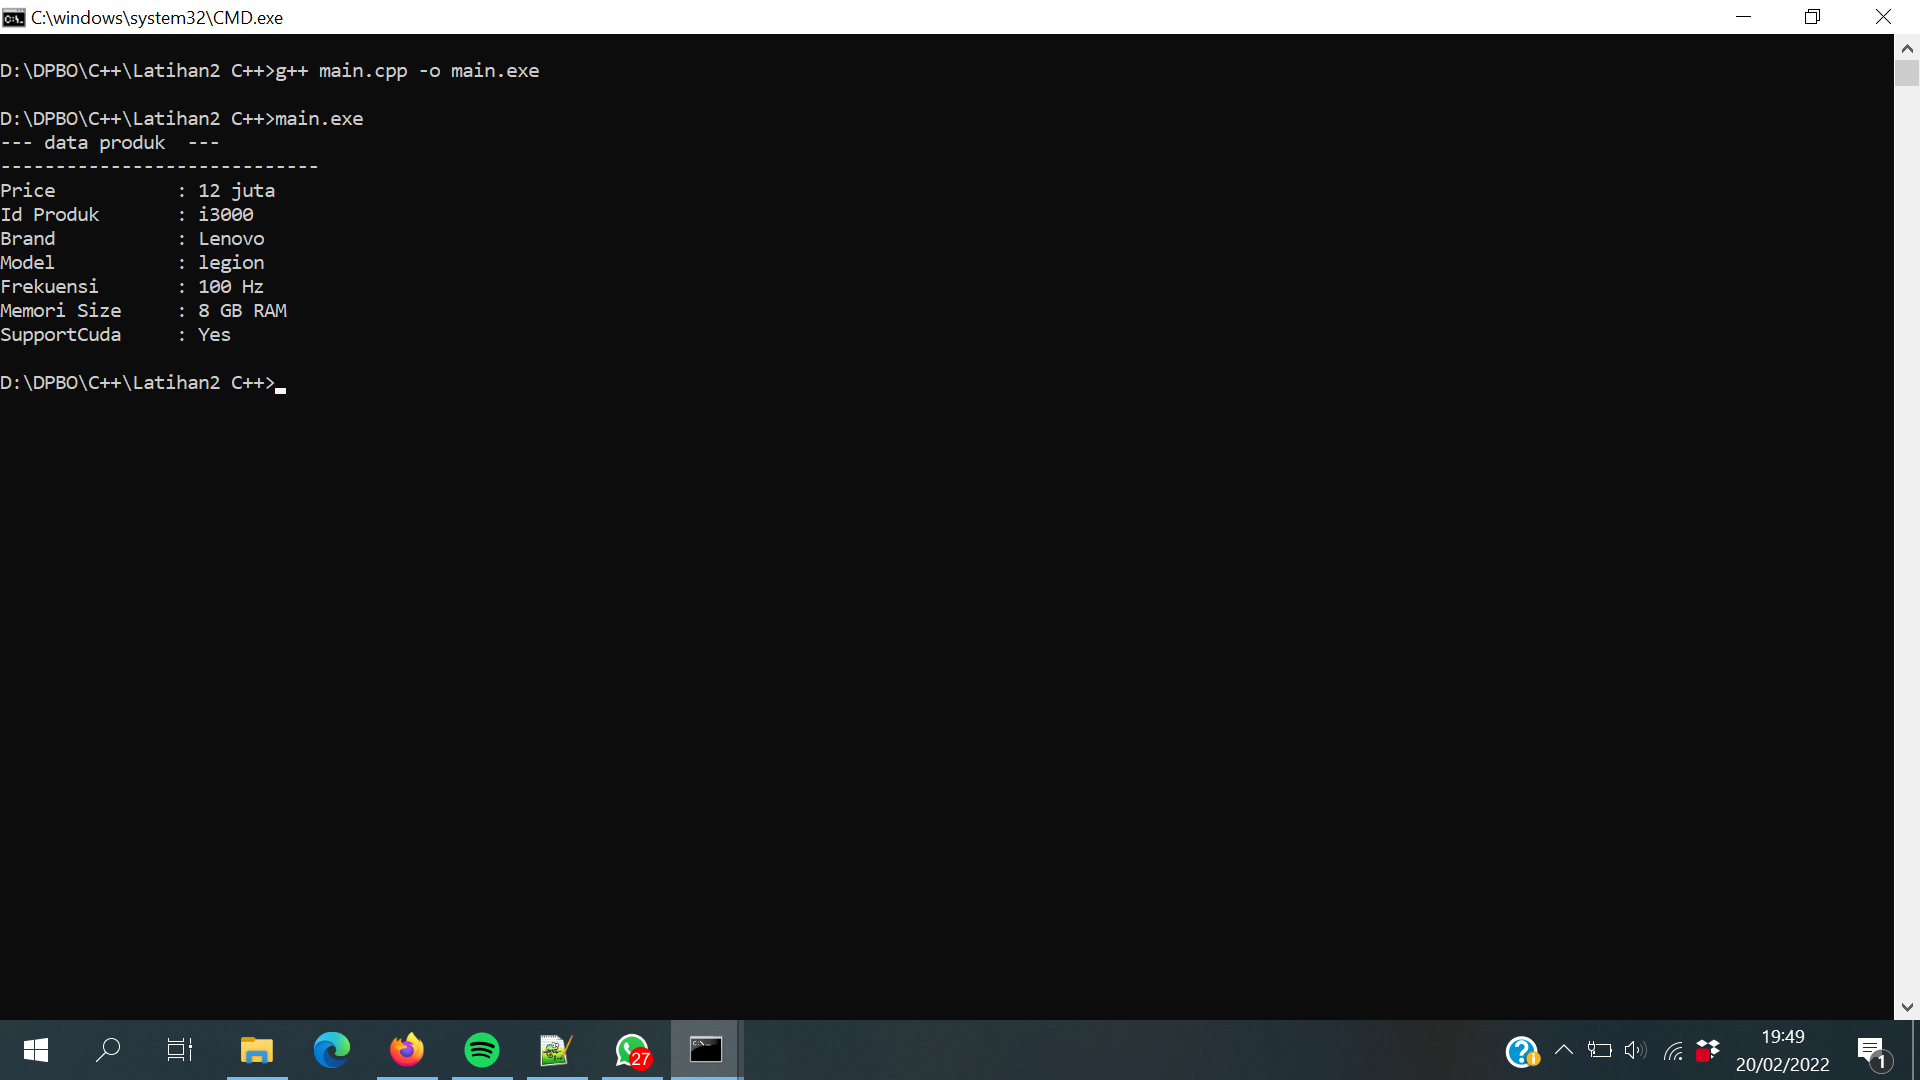 C:\windows\system32\CMD.exe
D:\DPBO\C++\Latihan2 C++>g++ main.cpp -o main.exe
D:\DPBO\C++\Latihan2 C++>main.exe
--- data produk  ---
-----------------------------
Price           : 12 juta
Id Produk       : i3000
Brand           : Lenovo
Model           : legion
Frekuensi       : 100 Hz
Memori Size     : 8 GB RAM
SupportCuda     : Yes
D:\DPBO\C++\Latihan2 C++>
27
19:49
20/02/2022
1